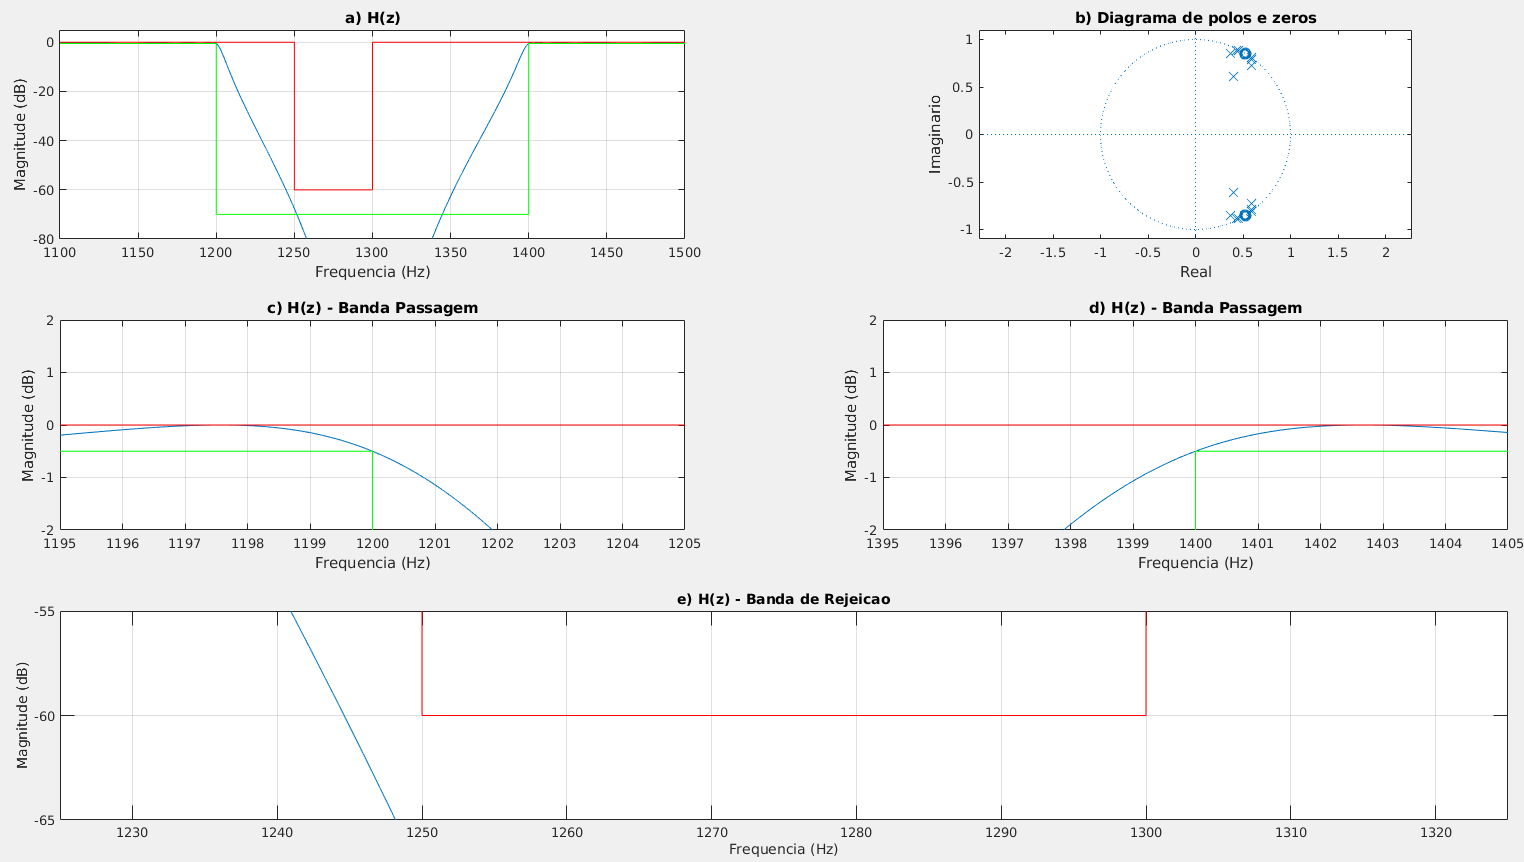 a) H(z)
0
-20
-40
-60
-80
Magnitude (dB)
1100 1150 1200 1250 1300 1350 1400 1450 1500
Frequencia (Hz)
b) Diagrama de polos e zeros
1
0.5
0
-0.5
-1
Imaginario
-2 -1.5 -1 -0.5 0 0.5 1 1.5 2
Real
c) H(z) - Banda Passagem
2
1
0
-1
-2
Magnitude (dB)
1195 1196 1197 1198 1199 1200 1201 1202 1203 1204 1205
Frequencia (Hz)
d) H(z) - Banda Passagem
2
1
0
-1
-2
Magnitude (dB)
1395 1396 1397 1398 1399 1400 1401 1402 1403 1404 1405
Frequencia (Hz)
e) H(z) - Banda de Rejeicao
-55
-60
-65
Magnitude (dB)
1230 1240 1250 1260 1270 1280 1290 1300 1310 1320
Frequencia (Hz)